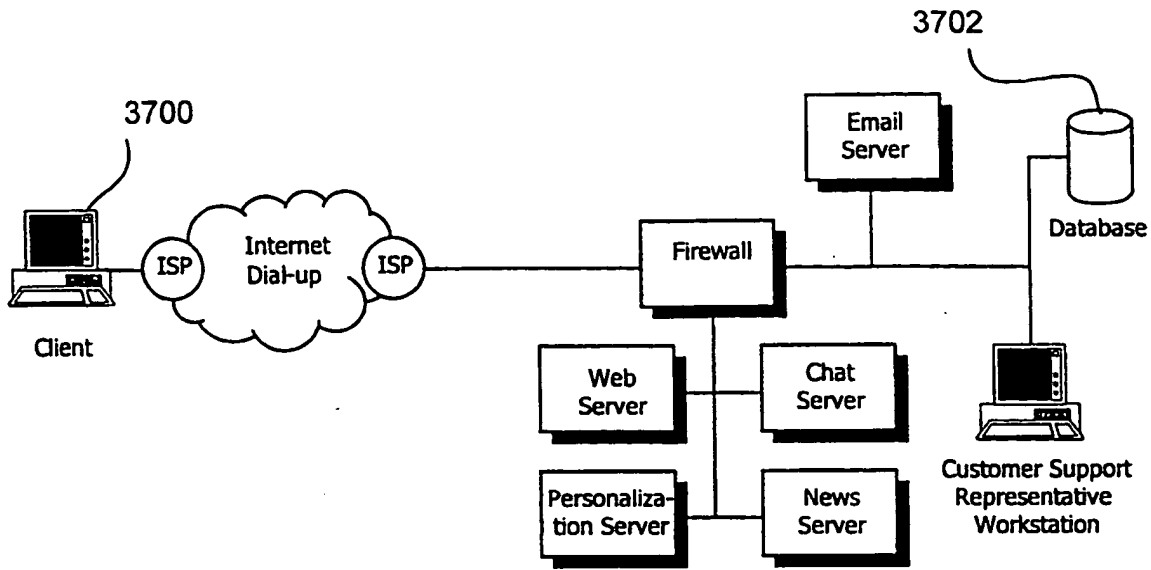 3702
3700
Email
Server
Database
ISP
Internet
Dial-up
ISP
Firewall
Client
Web
Server
Chat
Server
Personaliza-
tion Server
News
Server
Customer Support
Representative
Workstation